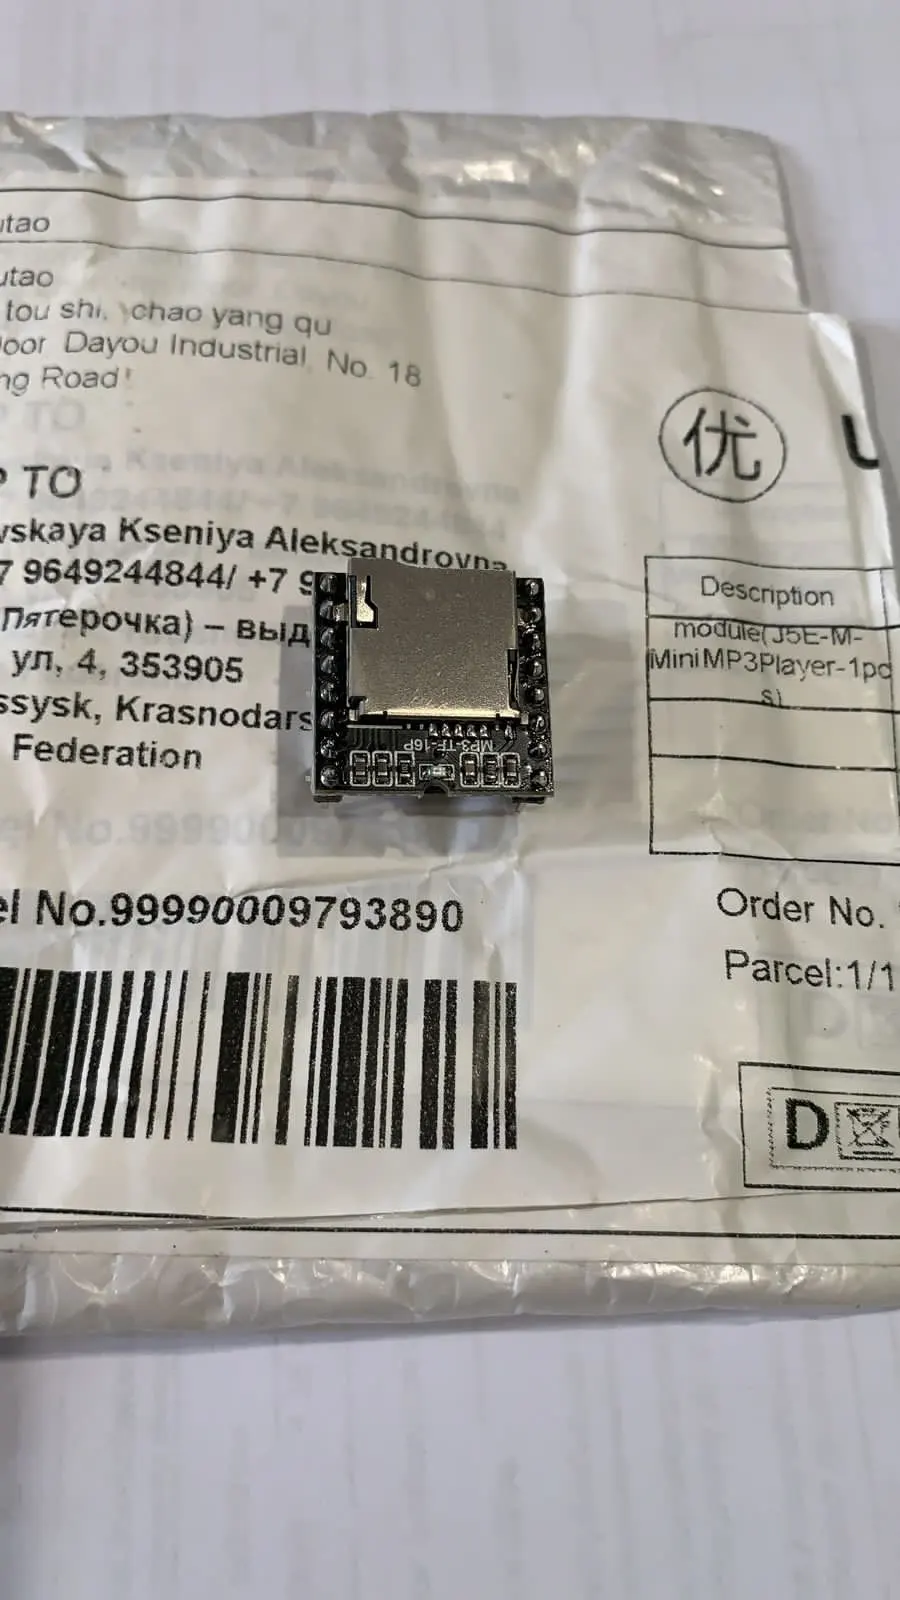 utao
utao
tou shi, chao yang qu
oor Dayou Industrial, No. 18
ng Road!
优
U
P TO
vskaya Kseniya Aleksandrovna
7 9649244844/ +7 9
Description
(Пятерочка) – выд
module(J5E-M-
MiniMP3Player-1pc
s)
ул, 4, 353905
ssysk, Krasnodars
Federation
MP3-TF-16P
el No.99990009793890
Order No.
Parcel:1/1
D